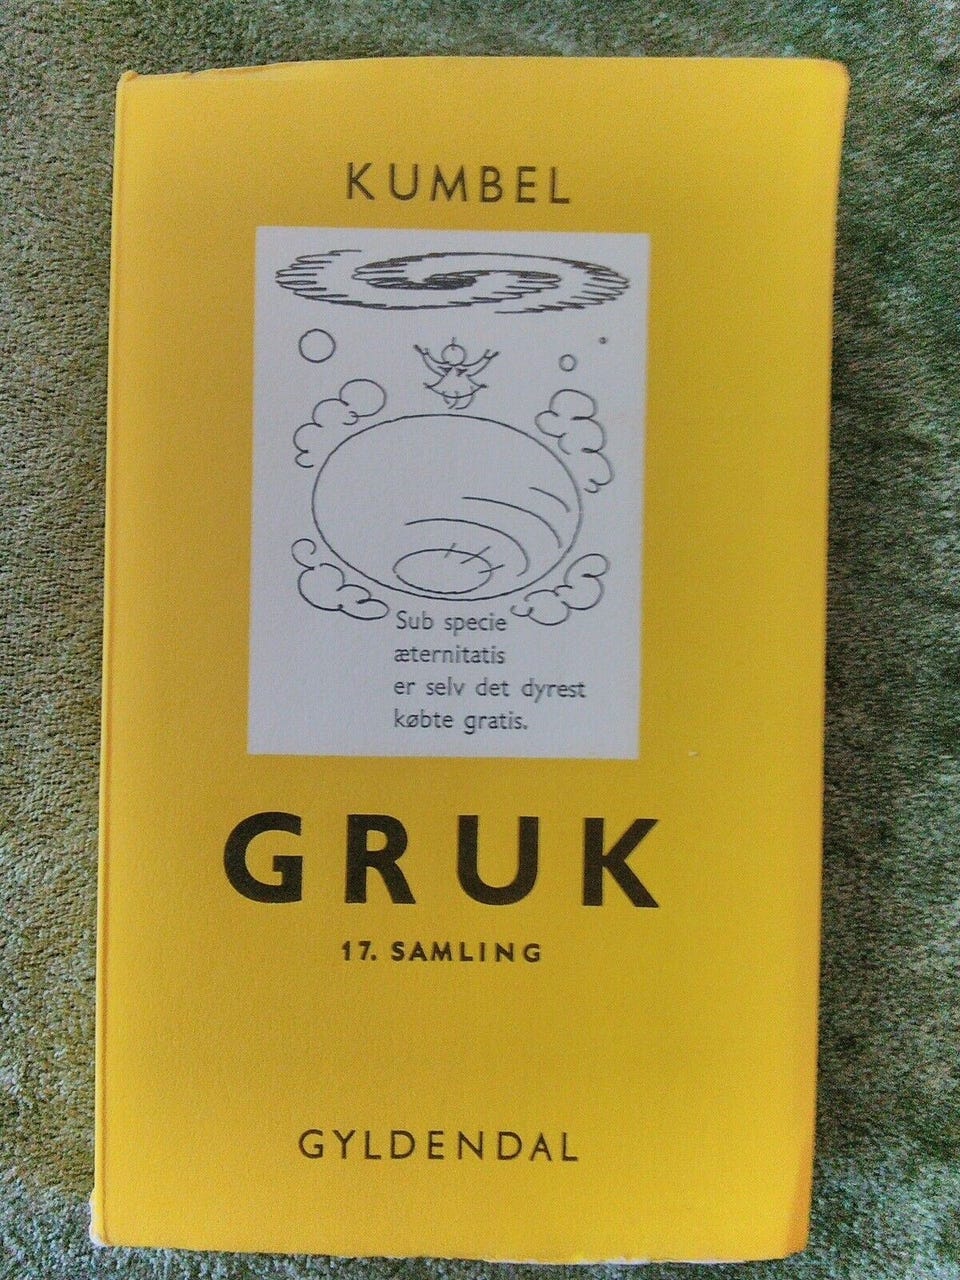 KUMBEL
Sub specie
æternitatis
er selv det dyrest
købte gratis.
GRUK
17. SAMLING
GYLDENDAL